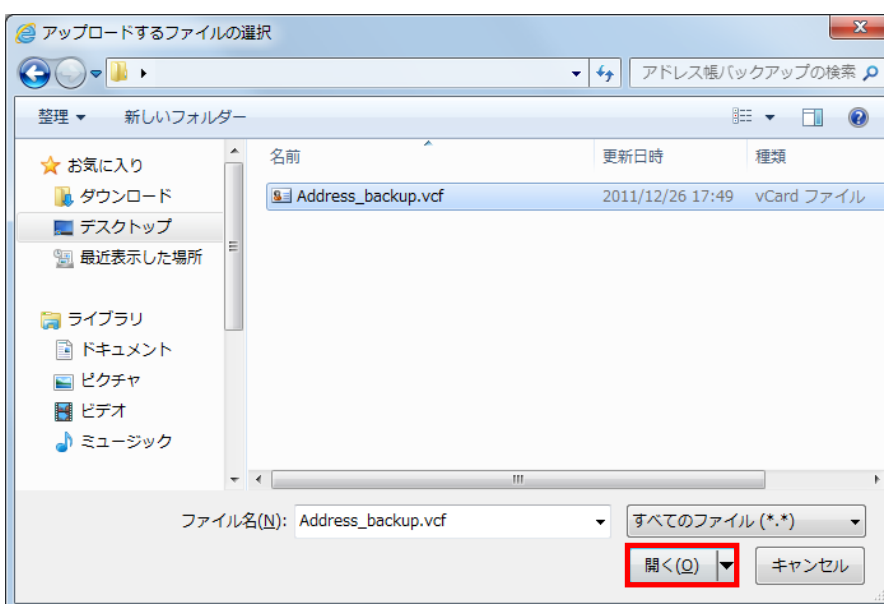 アップロードするファイルの選択
アドレス帳バックアップの検索
整理
新しいフォルダー
お気に入り
ダウンロード
デスクトップ
最近表示した場所
ライブラリ
ドキュメント
ピクチャ
ビデオ
ミュージック
名前 更新日時 種類
Address_backup.vcf 2011/12/26 17:49 vCard ファイル
ファイル名(N): Address_backup.vcf すべてのファイル (*.*)
開く(O) キャンセル